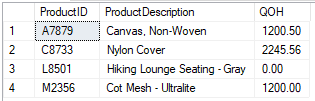 ProductID ProductDescription QOH
1 A7879 Canvas, Non-Woven 1200.50
2 C8733 Nylon Cover 2245.56
3 L8501 Hiking Lounge Seating - Gray 0.00
4 M2356 Cot Mesh - Ultralite 1200.00